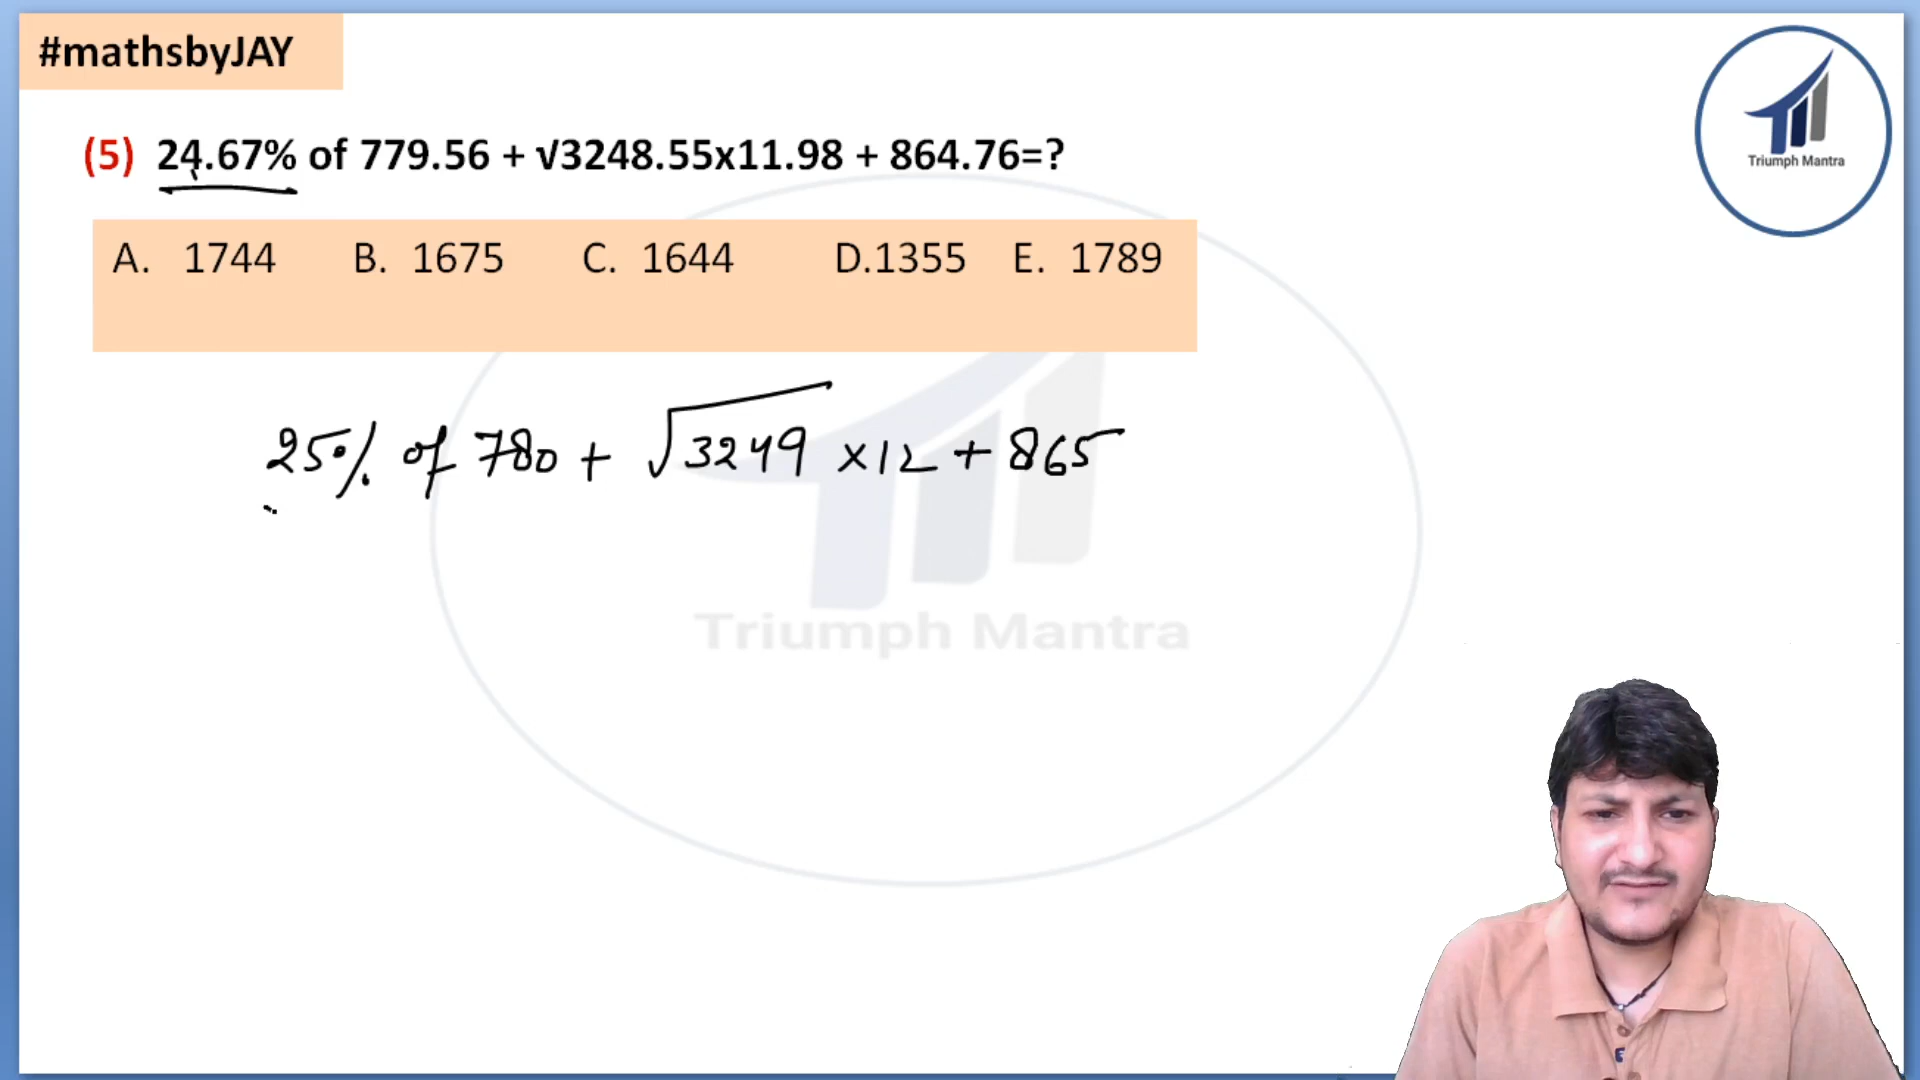 #mathsbyJAY
Triumph Mantra
(5) 24.67% of 779.56 + √3248.55x11.98 + 864.76=?
A. 1744 B. 1675 C. 1644 D.1355 E. 1789
25% of 780 + √3249 ×12 + 865
Triumph Mantra